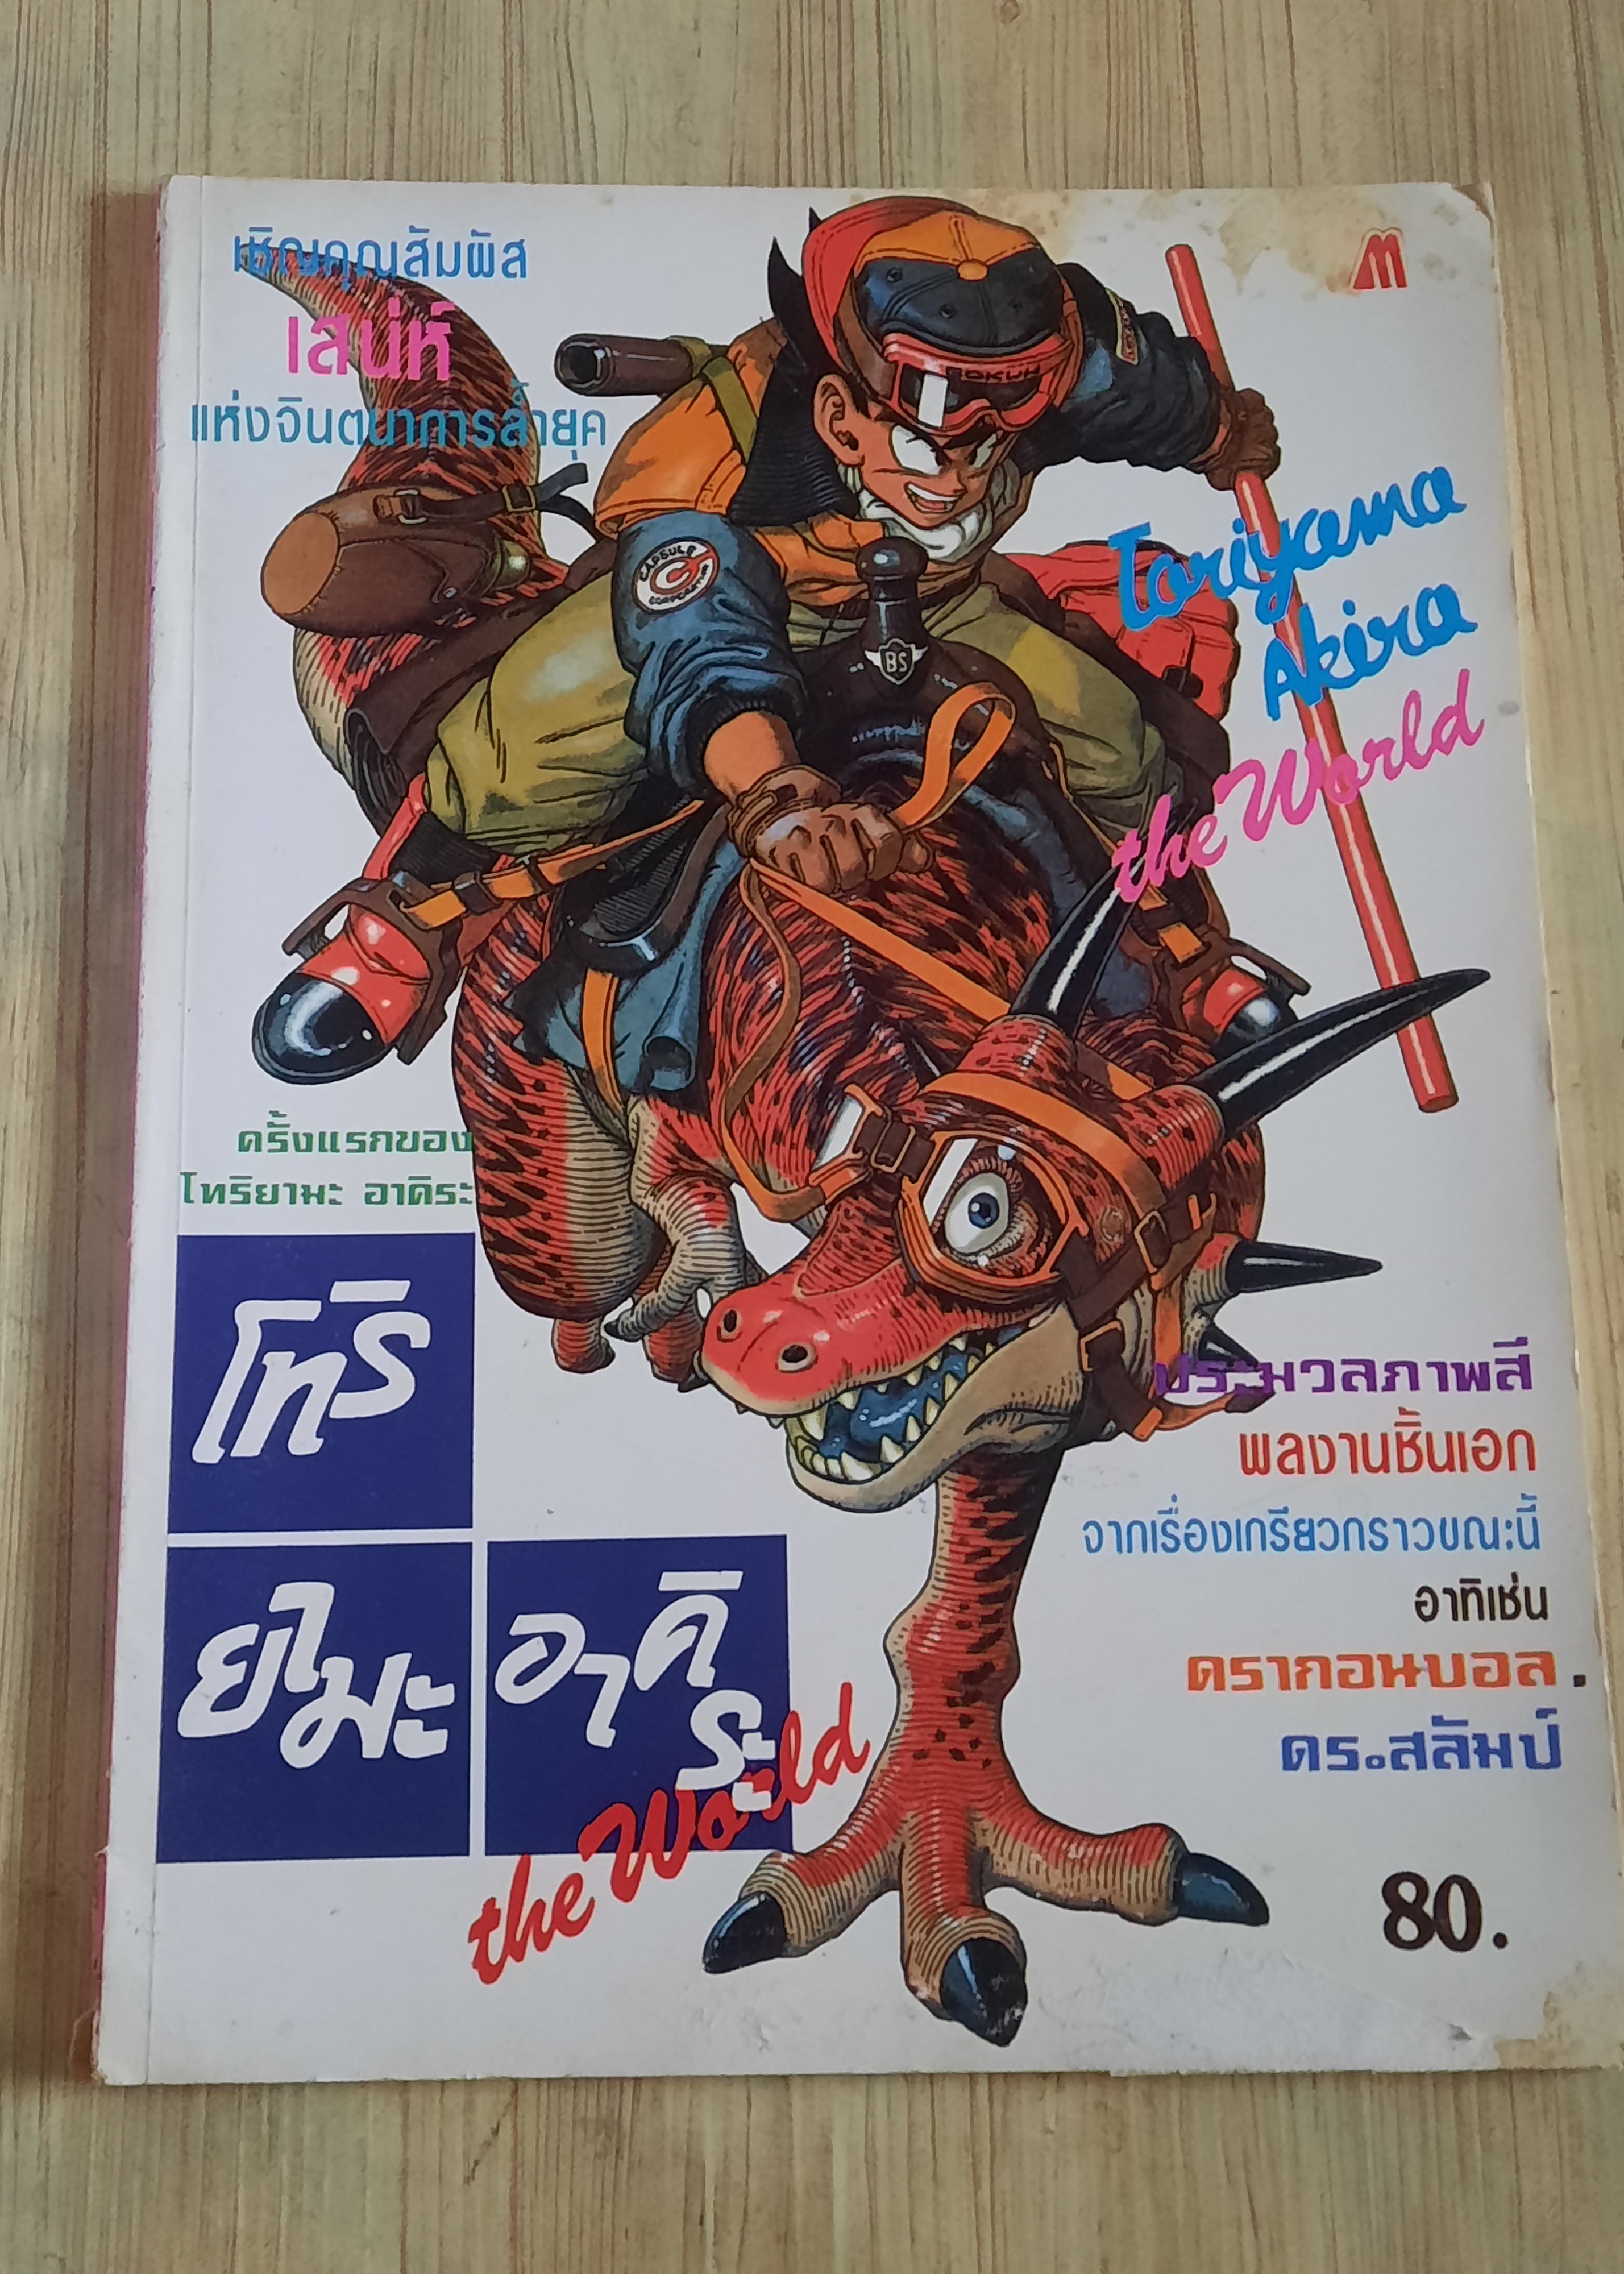 เชิญคุณสัมผัส
เสน่ห์
แห่งจินตนาการล้ำยุค
M
GOKUH
CAPSULE
C
CORPORATION
BS
Toriyama
Akira
the World
ครั้งแรกของ
โทริยามะ อาคิระ
โทริ
ยามะ
อาคิระ
the World
ประมวลภาพสี
ผลงานชิ้นเอก
จากเรื่องเกรียวกราวขณะนี้
อาทิเช่น
ดรากอนบอล .
ดร.สลัมป์
80.